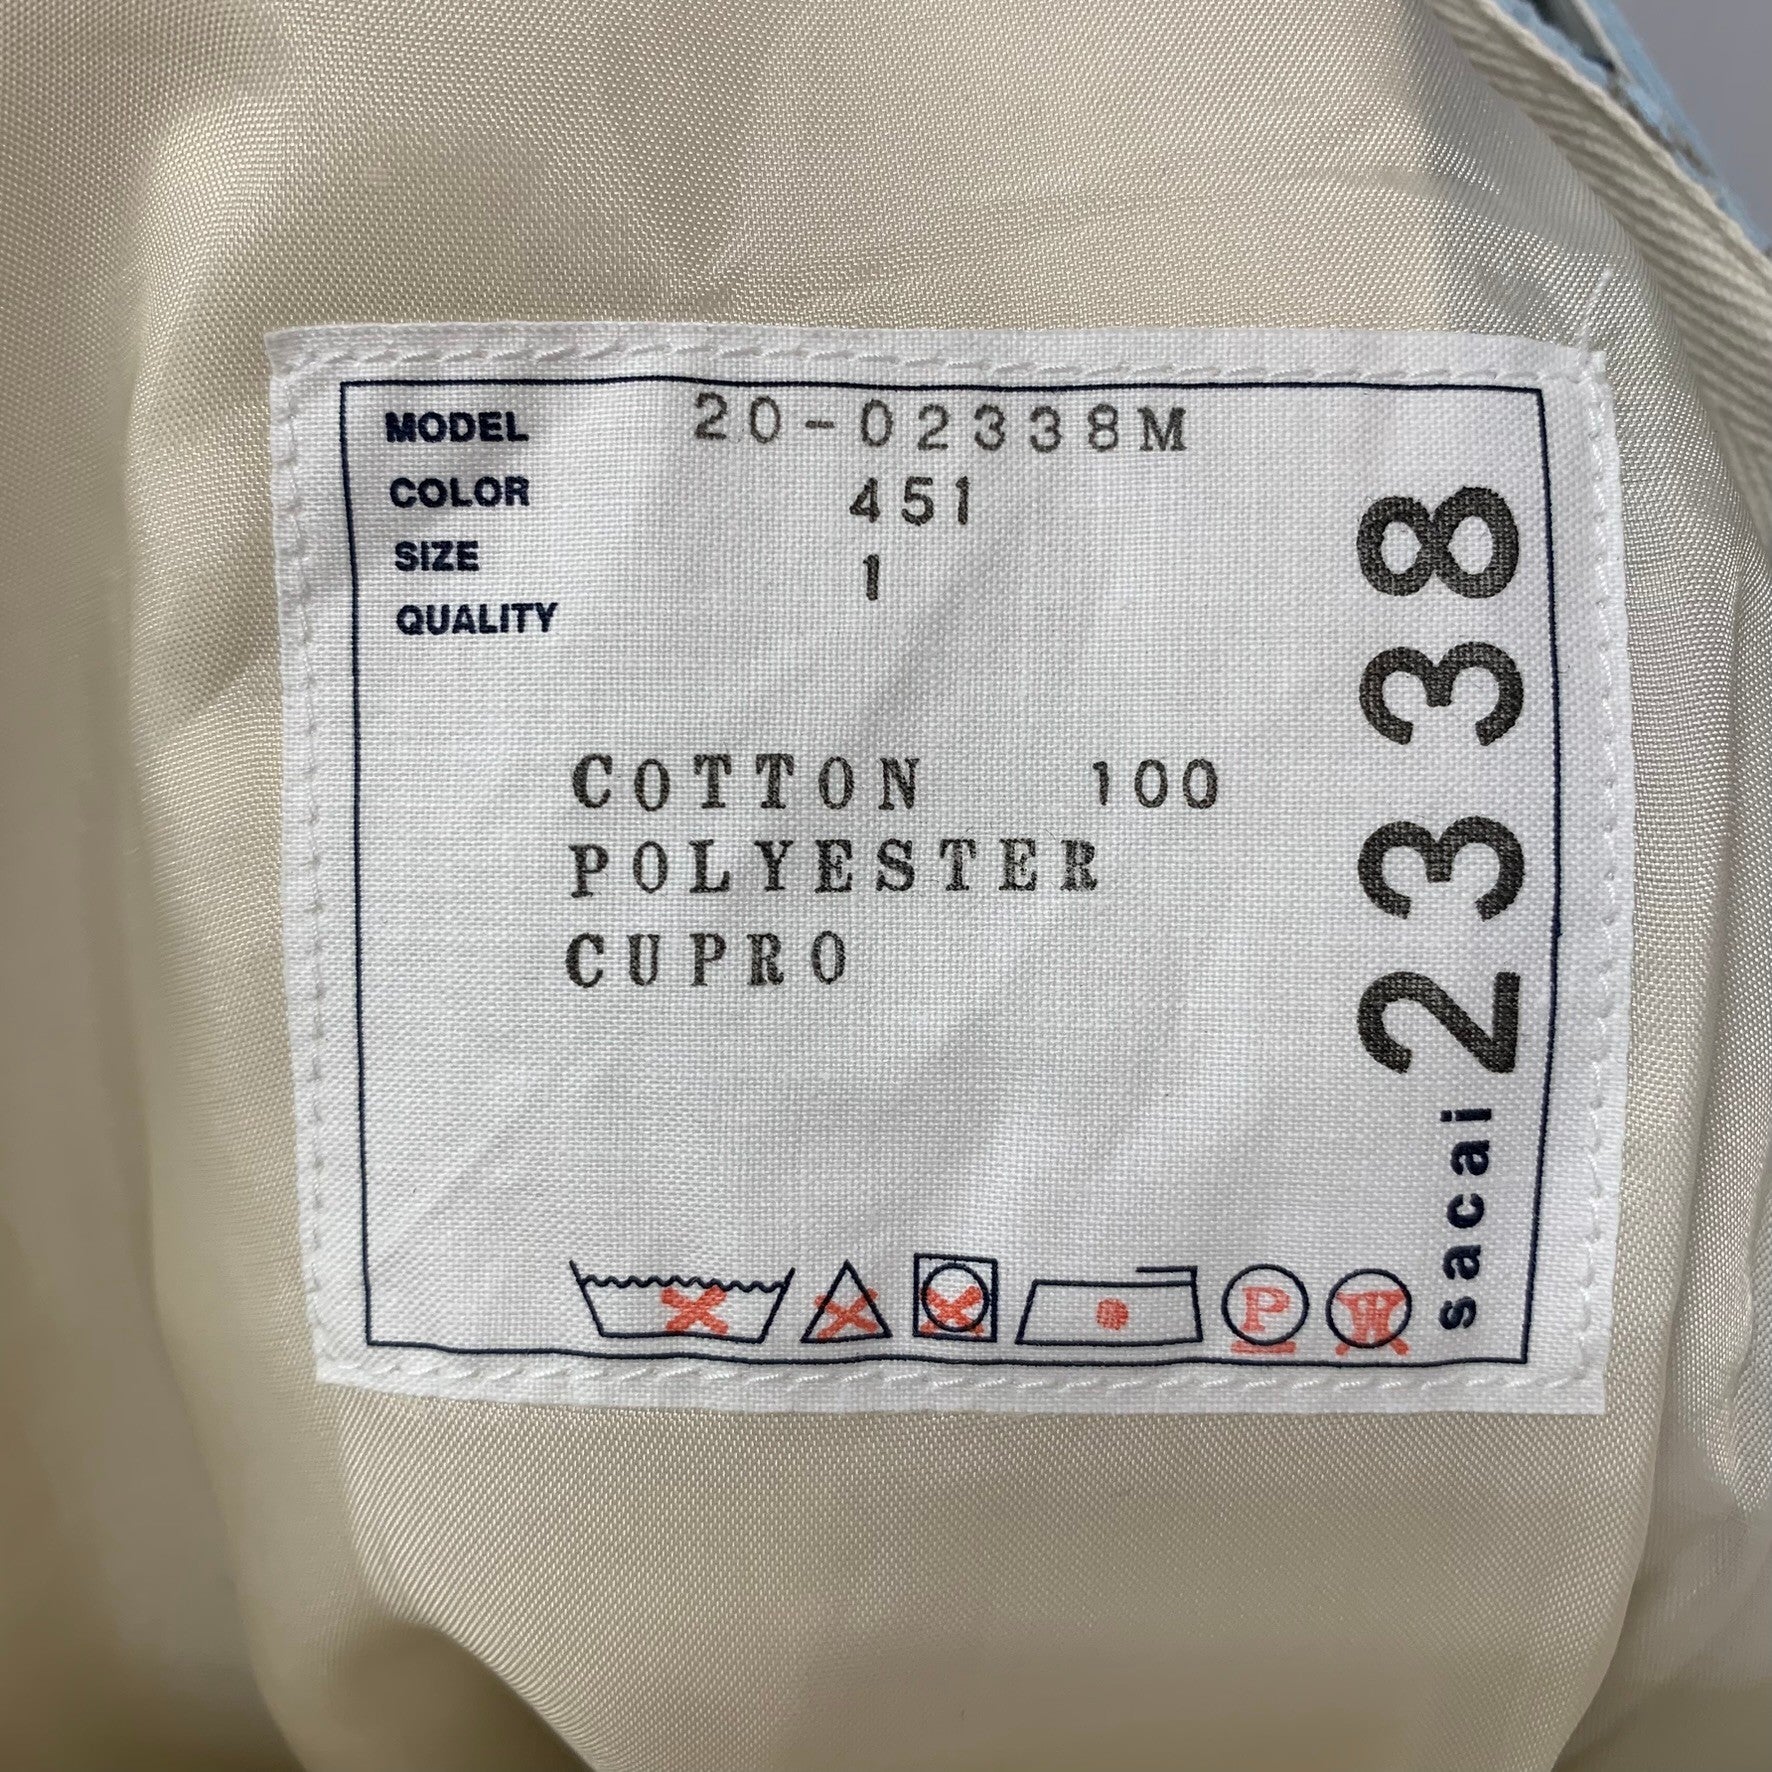 MODEL 20-02338M
COLOR 451
SIZE 1
QUALITY
COTTON 100
POLYESTER
CUPRO
P W
sacai 2338